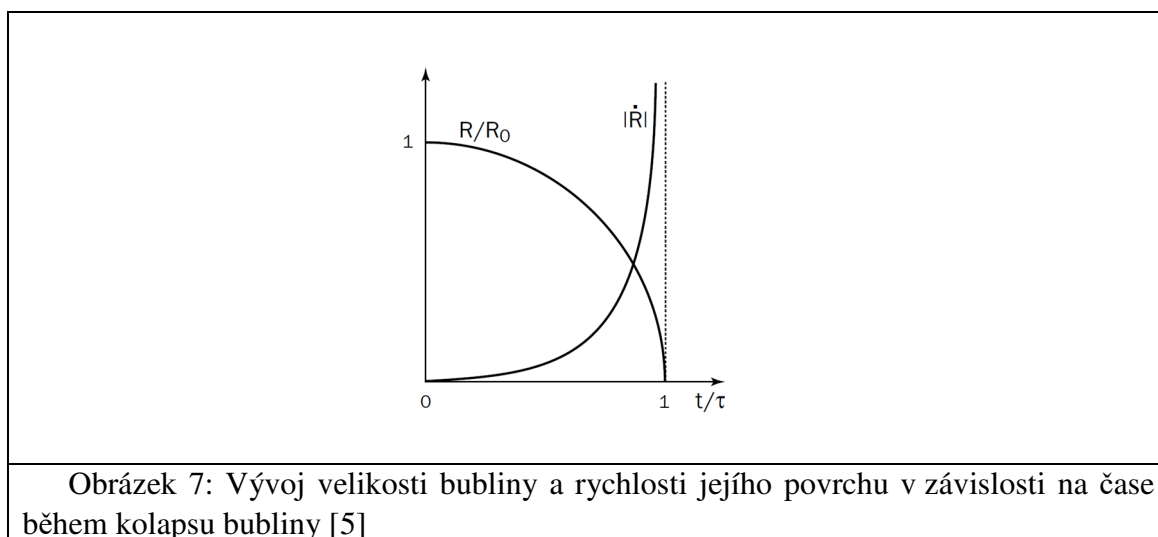 |Ṙ|
R/R₀
1
0
1
t/τ
Obrázek 7: Vývoj velikosti bubliny a rychlosti jejího povrchu v závislosti na čase
během kolapsu bubliny [5]